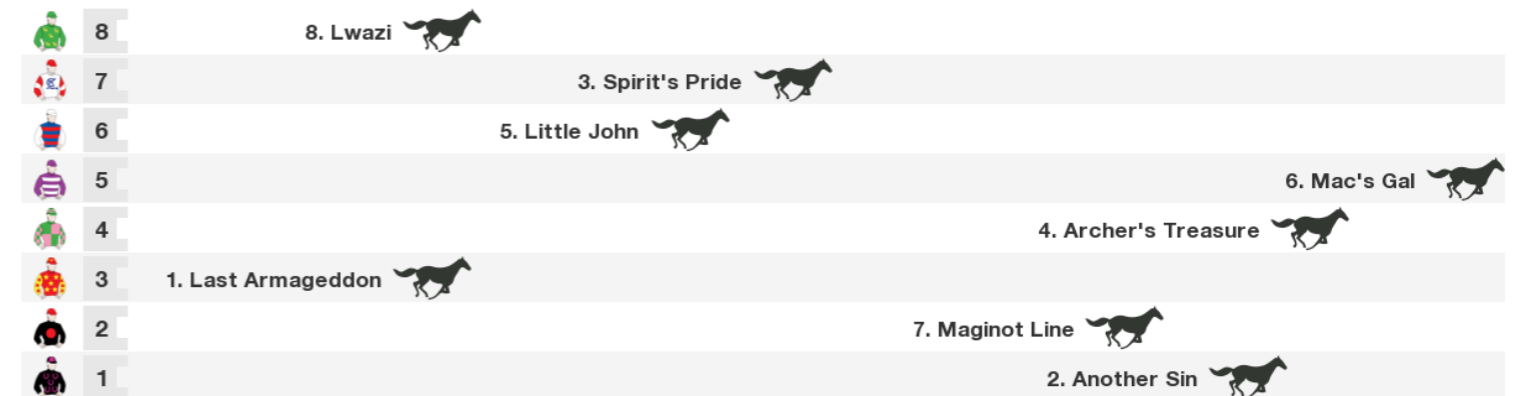 8 8. Lwazi
7 3. Spirit's Pride
6 5. Little John
5 6. Mac's Gal
4 4. Archer's Treasure
3 1. Last Armageddon
2 7. Maginot Line
1 2. Another Sin